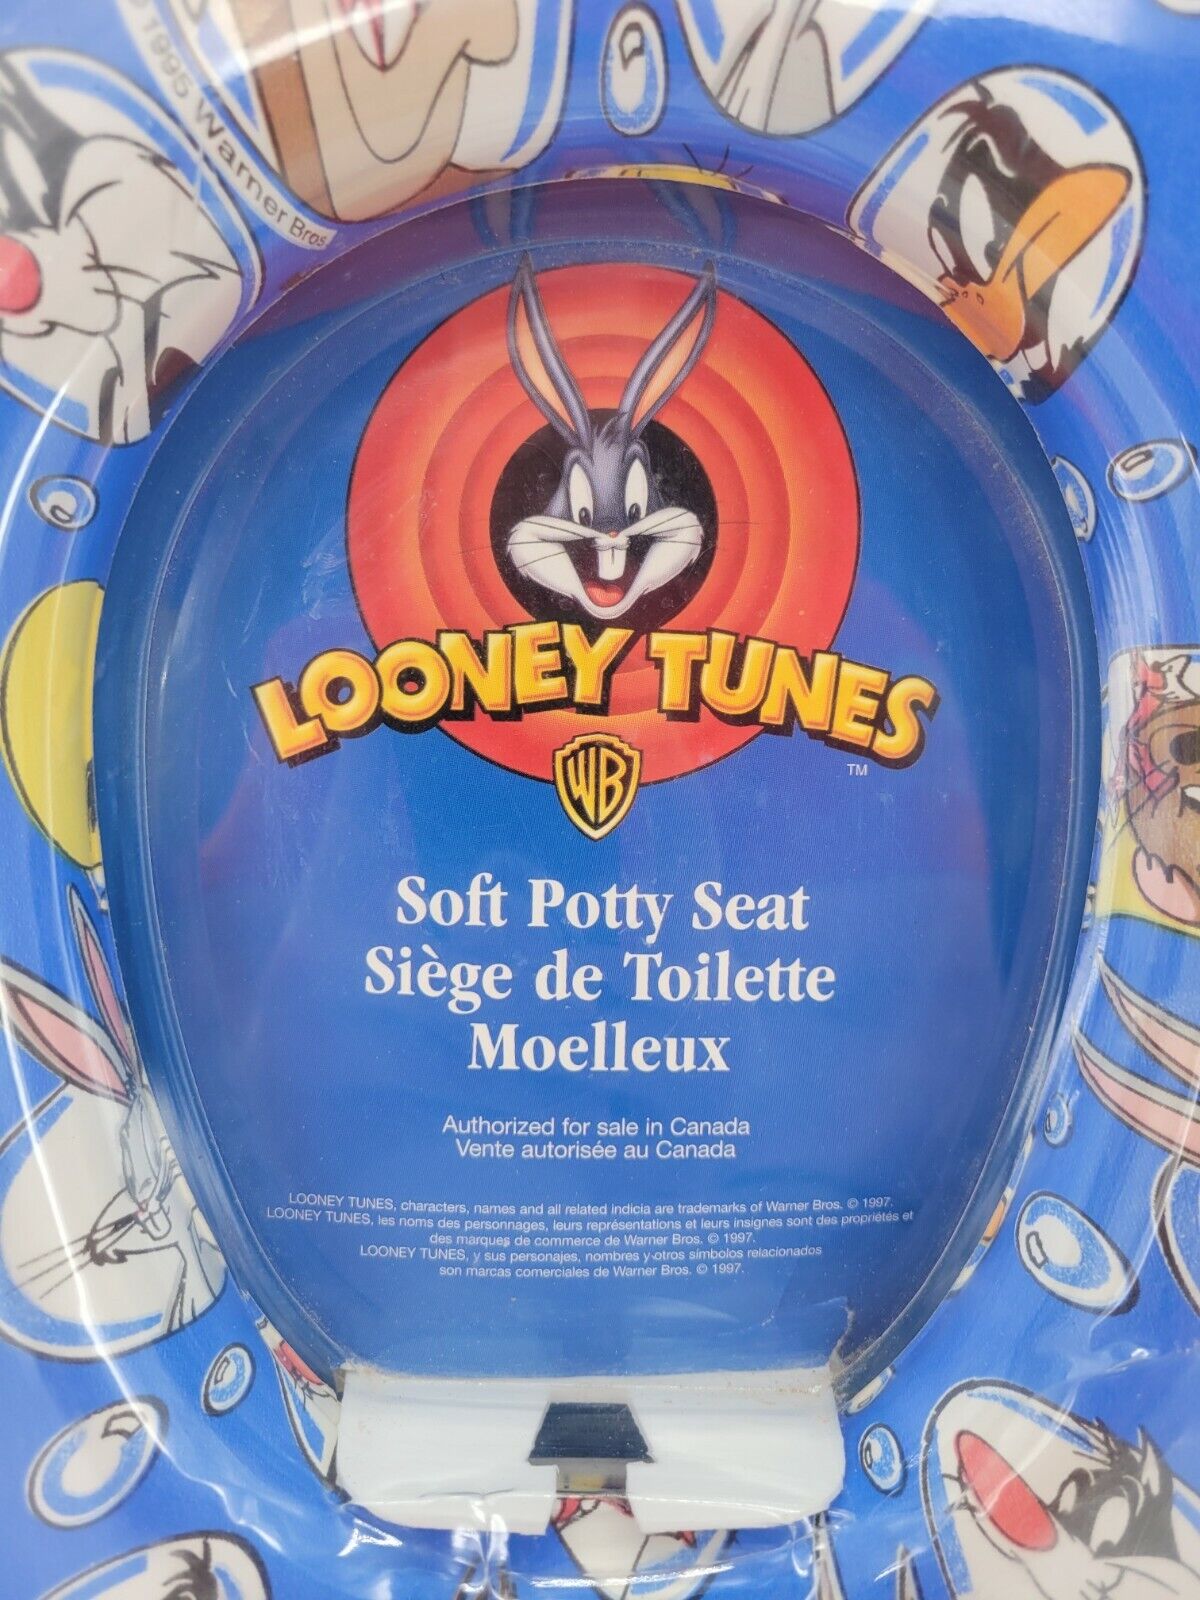 © 1995 Warner Bros.
LOONEY TUNES
WB
TM
Soft Potty Seat
Siège de Toilette
Moelleux
Authorized for sale in Canada
Vente autorisée au Canada
LOONEY TUNES, characters, names and all related indicia are trademarks of Warner Bros. © 1997.
LOONEY TUNES, les noms des personnages, leurs représentations et leurs insignes sont des propriétés et
des marques de commerce de Warner Bros. © 1997.
LOONEY TUNES, y sus personajes, nombres y otros símbolos relacionados
son marcas comerciales de Warner Bros. © 1997.